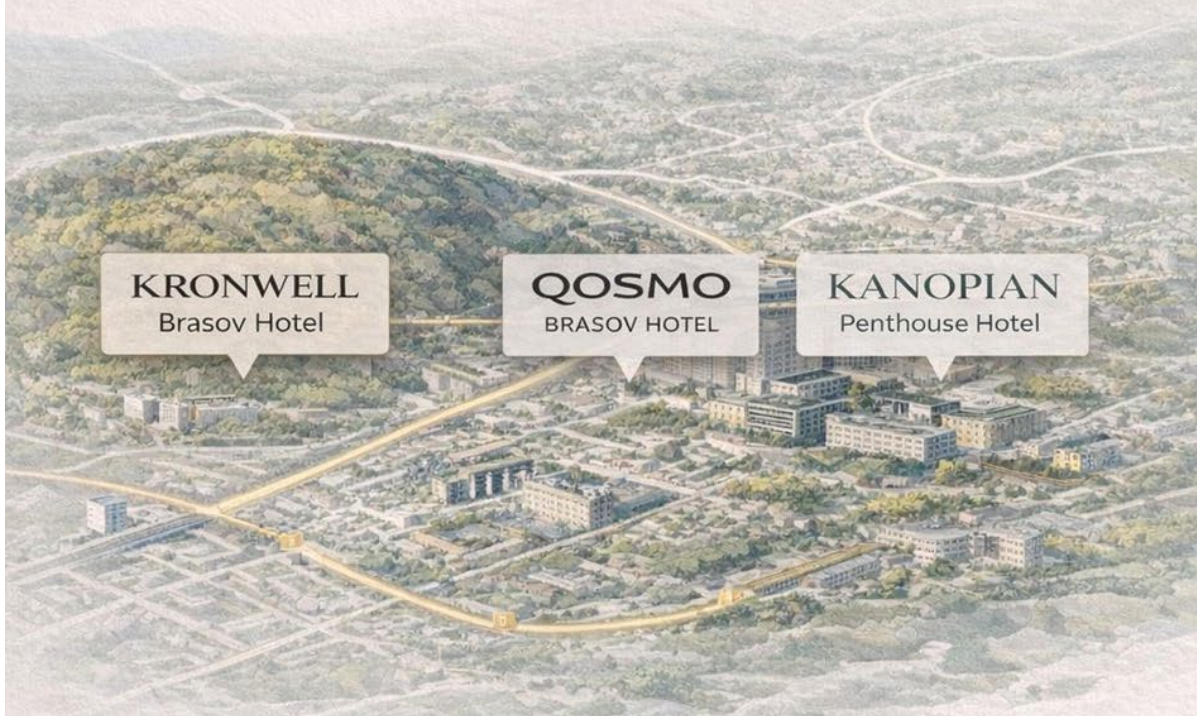 KRONWELL
Brasov Hotel
QOSMO
BRASOV HOTEL
KANOPIAN
Penthouse Hotel